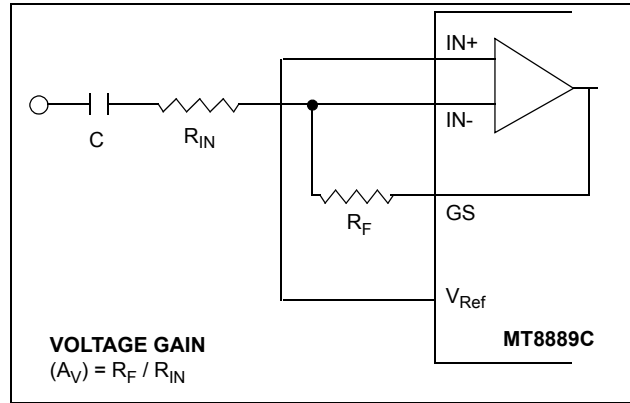 IN+
IN-
C
R_IN
R_F
GS
V_Ref
MT8889C
VOLTAGE GAIN
(A_V) = R_F / R_IN